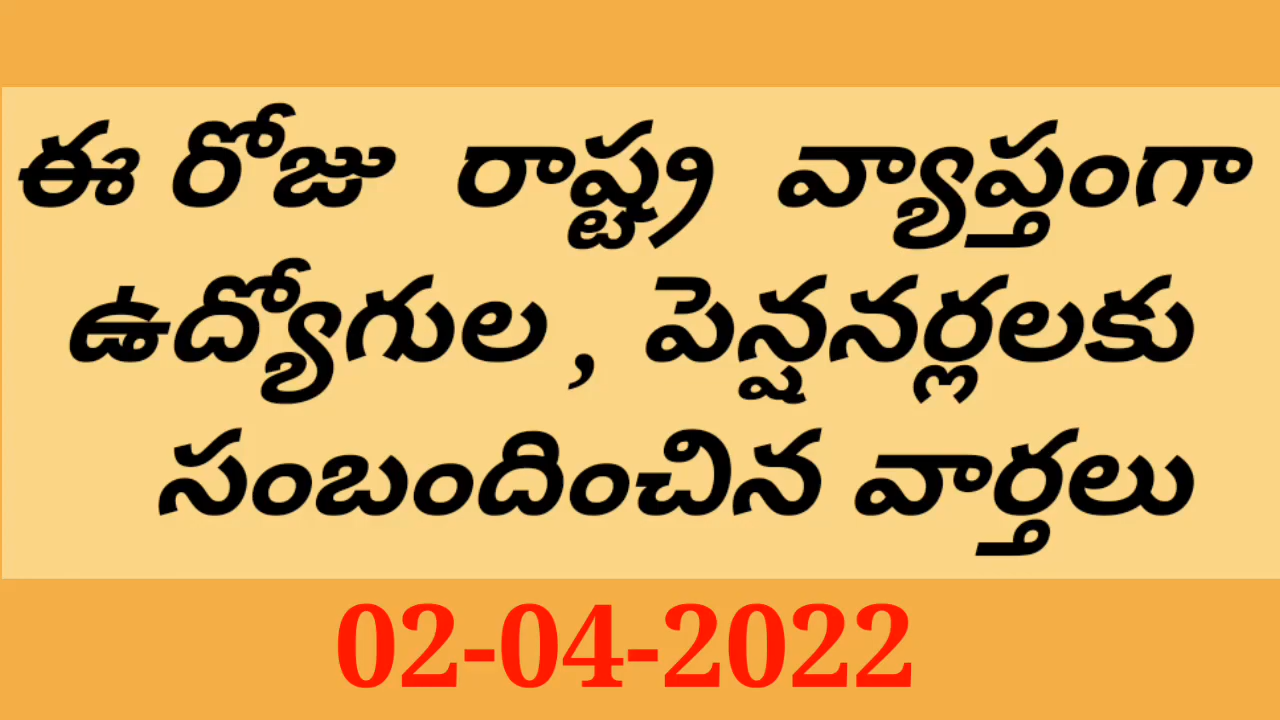 ఈ రోజు రాష్ట్ర వ్యాప్తంగా
ఉద్యోగుల , పెన్షనర్లలకు
సంబందించిన వార్తలు
02-04-2022